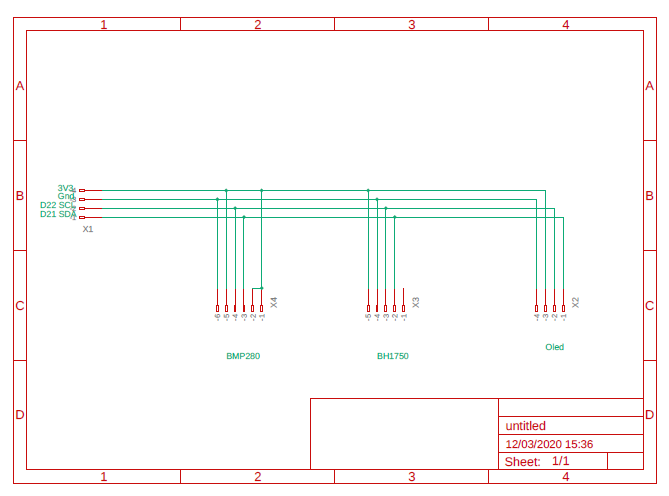 1 2 3 4
A A
3V3
Gnd
B B
D22 SCL
D21 SDA
X1
X4 X3 X2
C C
-6 -5 -4 -3 -2 -1
-5 -4 -3 -2 -1
-4 -3 -2 -1
Oled
BMP280 BH1750
D D
untitled
12/03/2020 15:36
Sheet: 1/1
1 2 3 4